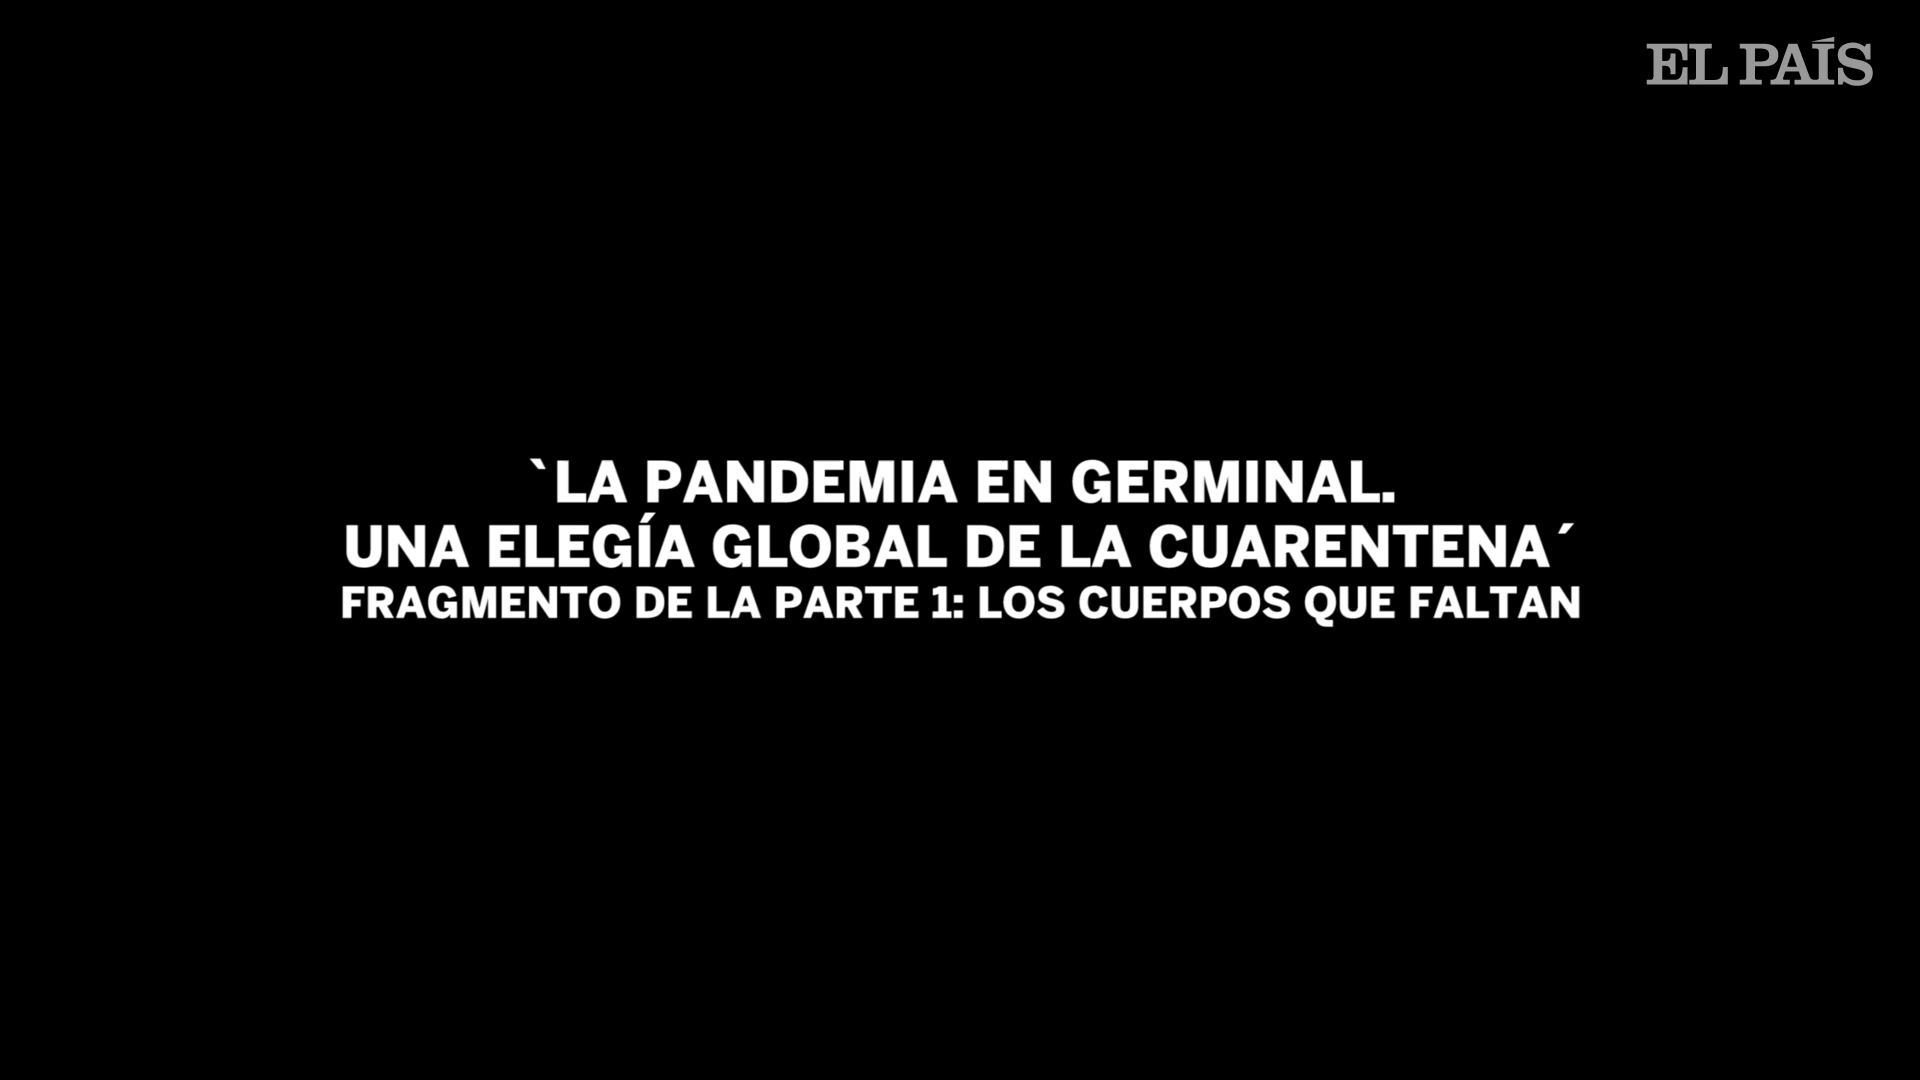 EL PAÍS
`LA PANDEMIA EN GERMINAL.
UNA ELEGÍA GLOBAL DE LA CUARENTENA´
FRAGMENTO DE LA PARTE 1: LOS CUERPOS QUE FALTAN